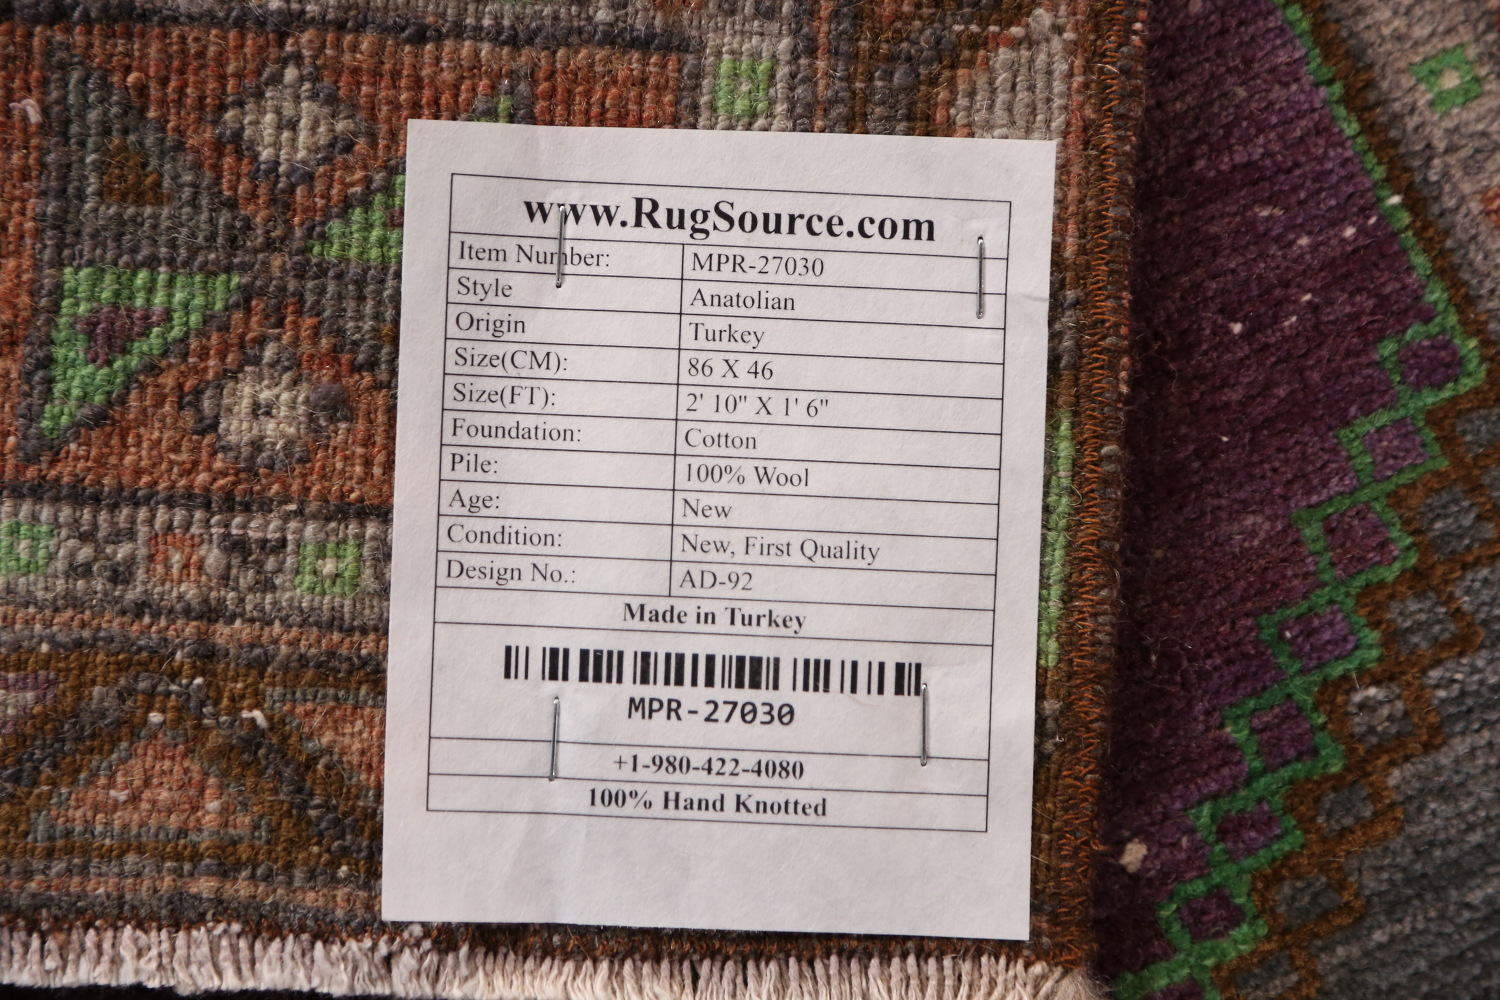 www.RugSource.com
Item Number: MPR-27030
Style Anatolian
Origin Turkey
Size(CM): 86 X 46
Size(FT): 2' 10" X 1' 6"
Foundation: Cotton
Pile: 100% Wool
Age: New
Condition: New, First Quality
Design No.: AD-92
Made in Turkey
MPR-27030
+1-980-422-4080
100% Hand Knotted